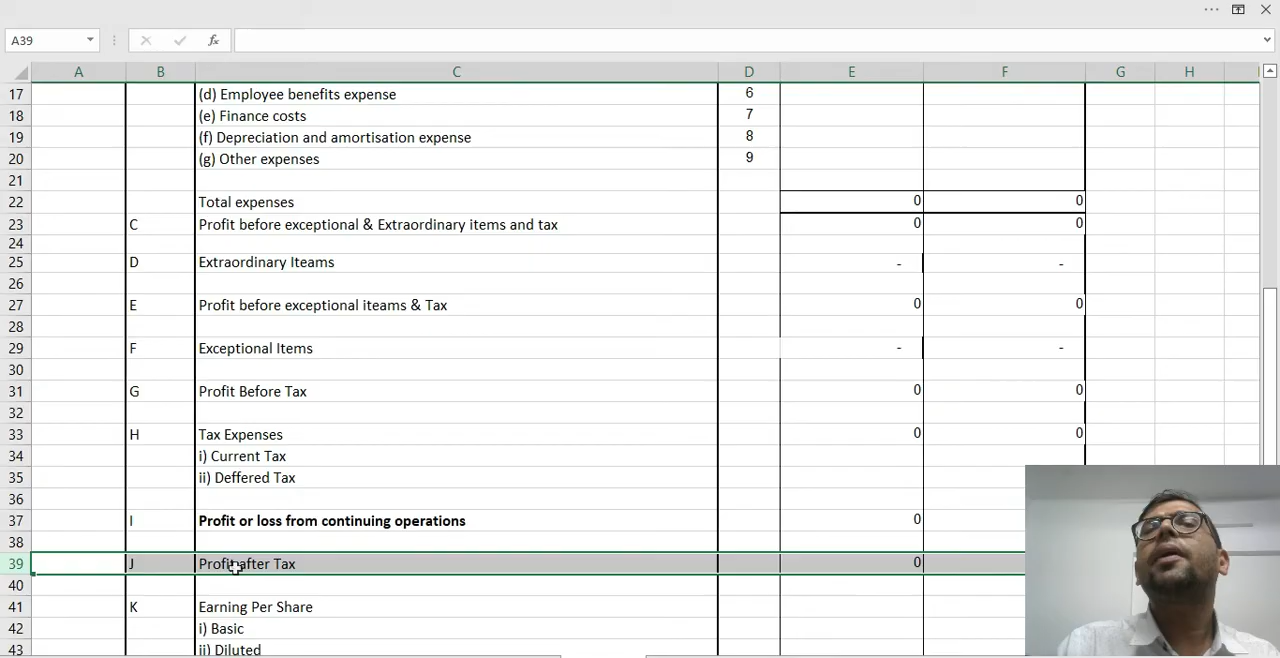 A39 fx
A B C D E F G H
17 (d) Employee benefits expense 6
18 (e) Finance costs 7
19 (f) Depreciation and amortisation expense 8
20 (g) Other expenses 9
21
22 Total expenses 0 0
23 C Profit before exceptional & Extraordinary items and tax 0 0
24
25 D Extraordinary Iteams - -
26
27 E Profit before exceptional iteams & Tax 0 0
28
29 F Exceptional Items - -
30
31 G Profit Before Tax 0 0
32
33 H Tax Expenses 0 0
34 i) Current Tax
35 ii) Deffered Tax
36
37 I Profit or loss from continuing operations 0
38
39 J Profit after Tax 0
40
41 K Earning Per Share
42 i) Basic
43 ii) Diluted